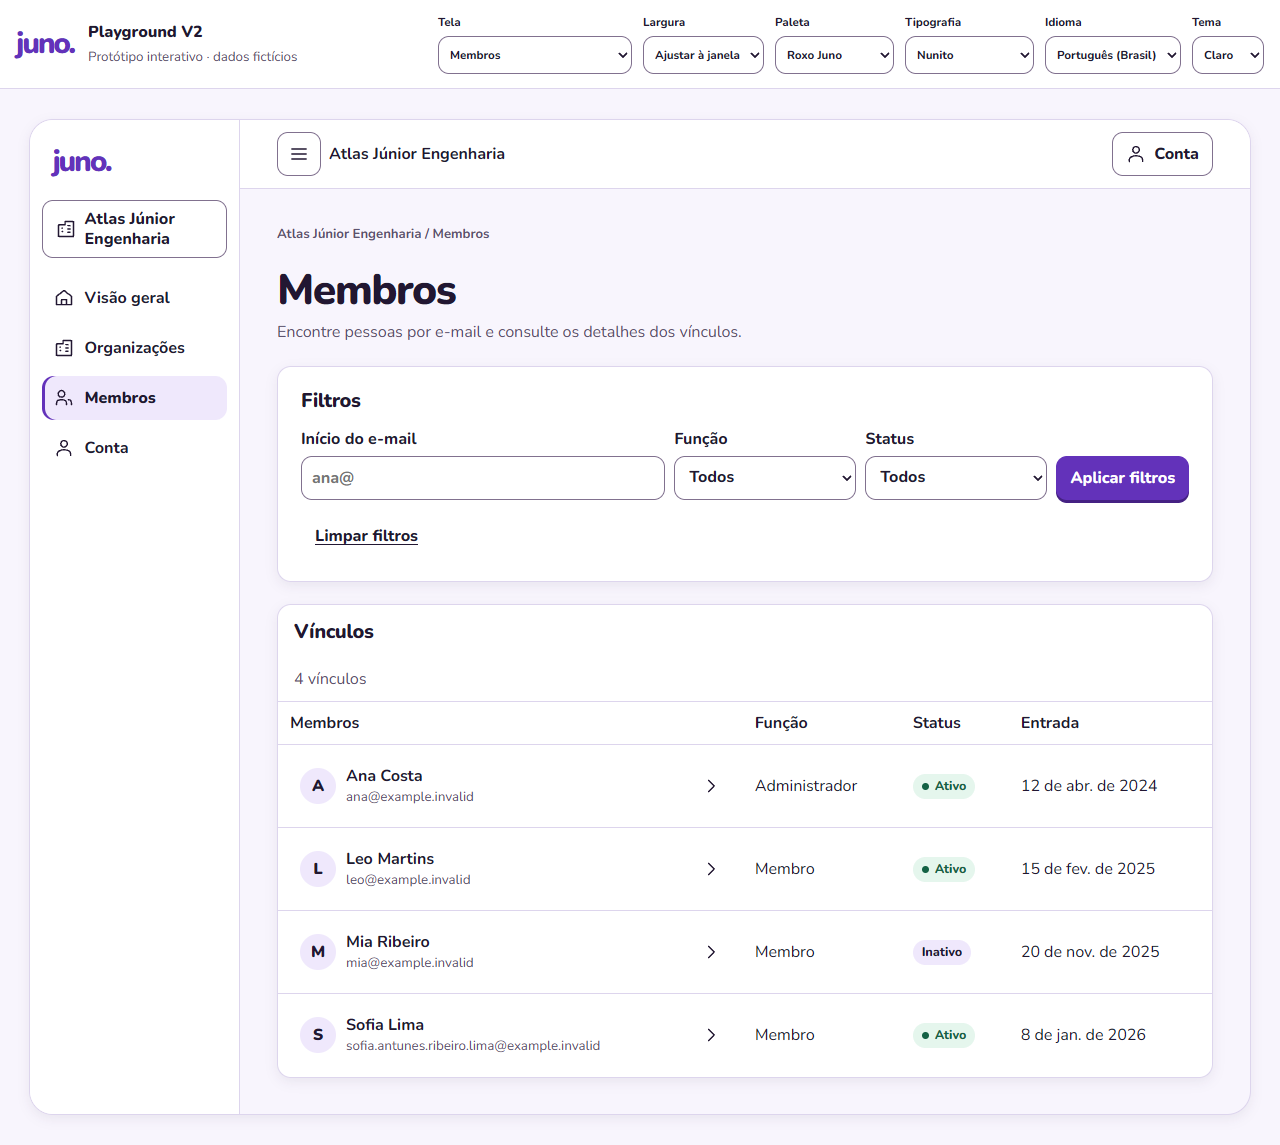 juno.
Playground V2
Protótipo interativo · dados fictícios
Tela
Membros
Largura
Ajustar à janela
Paleta
Roxo Juno
Tipografia
Nunito
Idioma
Português (Brasil)
Tema
Claro
juno.
Atlas Júnior
Engenharia
Visão geral
Organizações
Membros
Conta
Atlas Júnior Engenharia
Conta
Atlas Júnior Engenharia / Membros
Membros
Encontre pessoas por e-mail e consulte os detalhes dos vínculos.
Filtros
Início do e-mail
ana@
Função
Todos
Status
Todos
Aplicar filtros
Limpar filtros
Vínculos
4 vínculos
Membros Função Status Entrada
A
Ana Costa
ana@example.invalid
Administrador
Ativo
12 de abr. de 2024
L
Leo Martins
leo@example.invalid
Membro
Ativo
15 de fev. de 2025
M
Mia Ribeiro
mia@example.invalid
Membro
Inativo
20 de nov. de 2025
S
Sofia Lima
sofia.antunes.ribeiro.lima@example.invalid
Membro
Ativo
8 de jan. de 2026